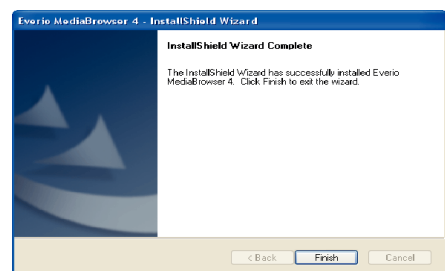 Everio MediaBrowser 4 - InstallShield Wizard
InstallShield Wizard Complete
The InstallShield Wizard has successfully installed Everio
MediaBrowser 4. Click Finish to exit the wizard.
< Back Finish Cancel